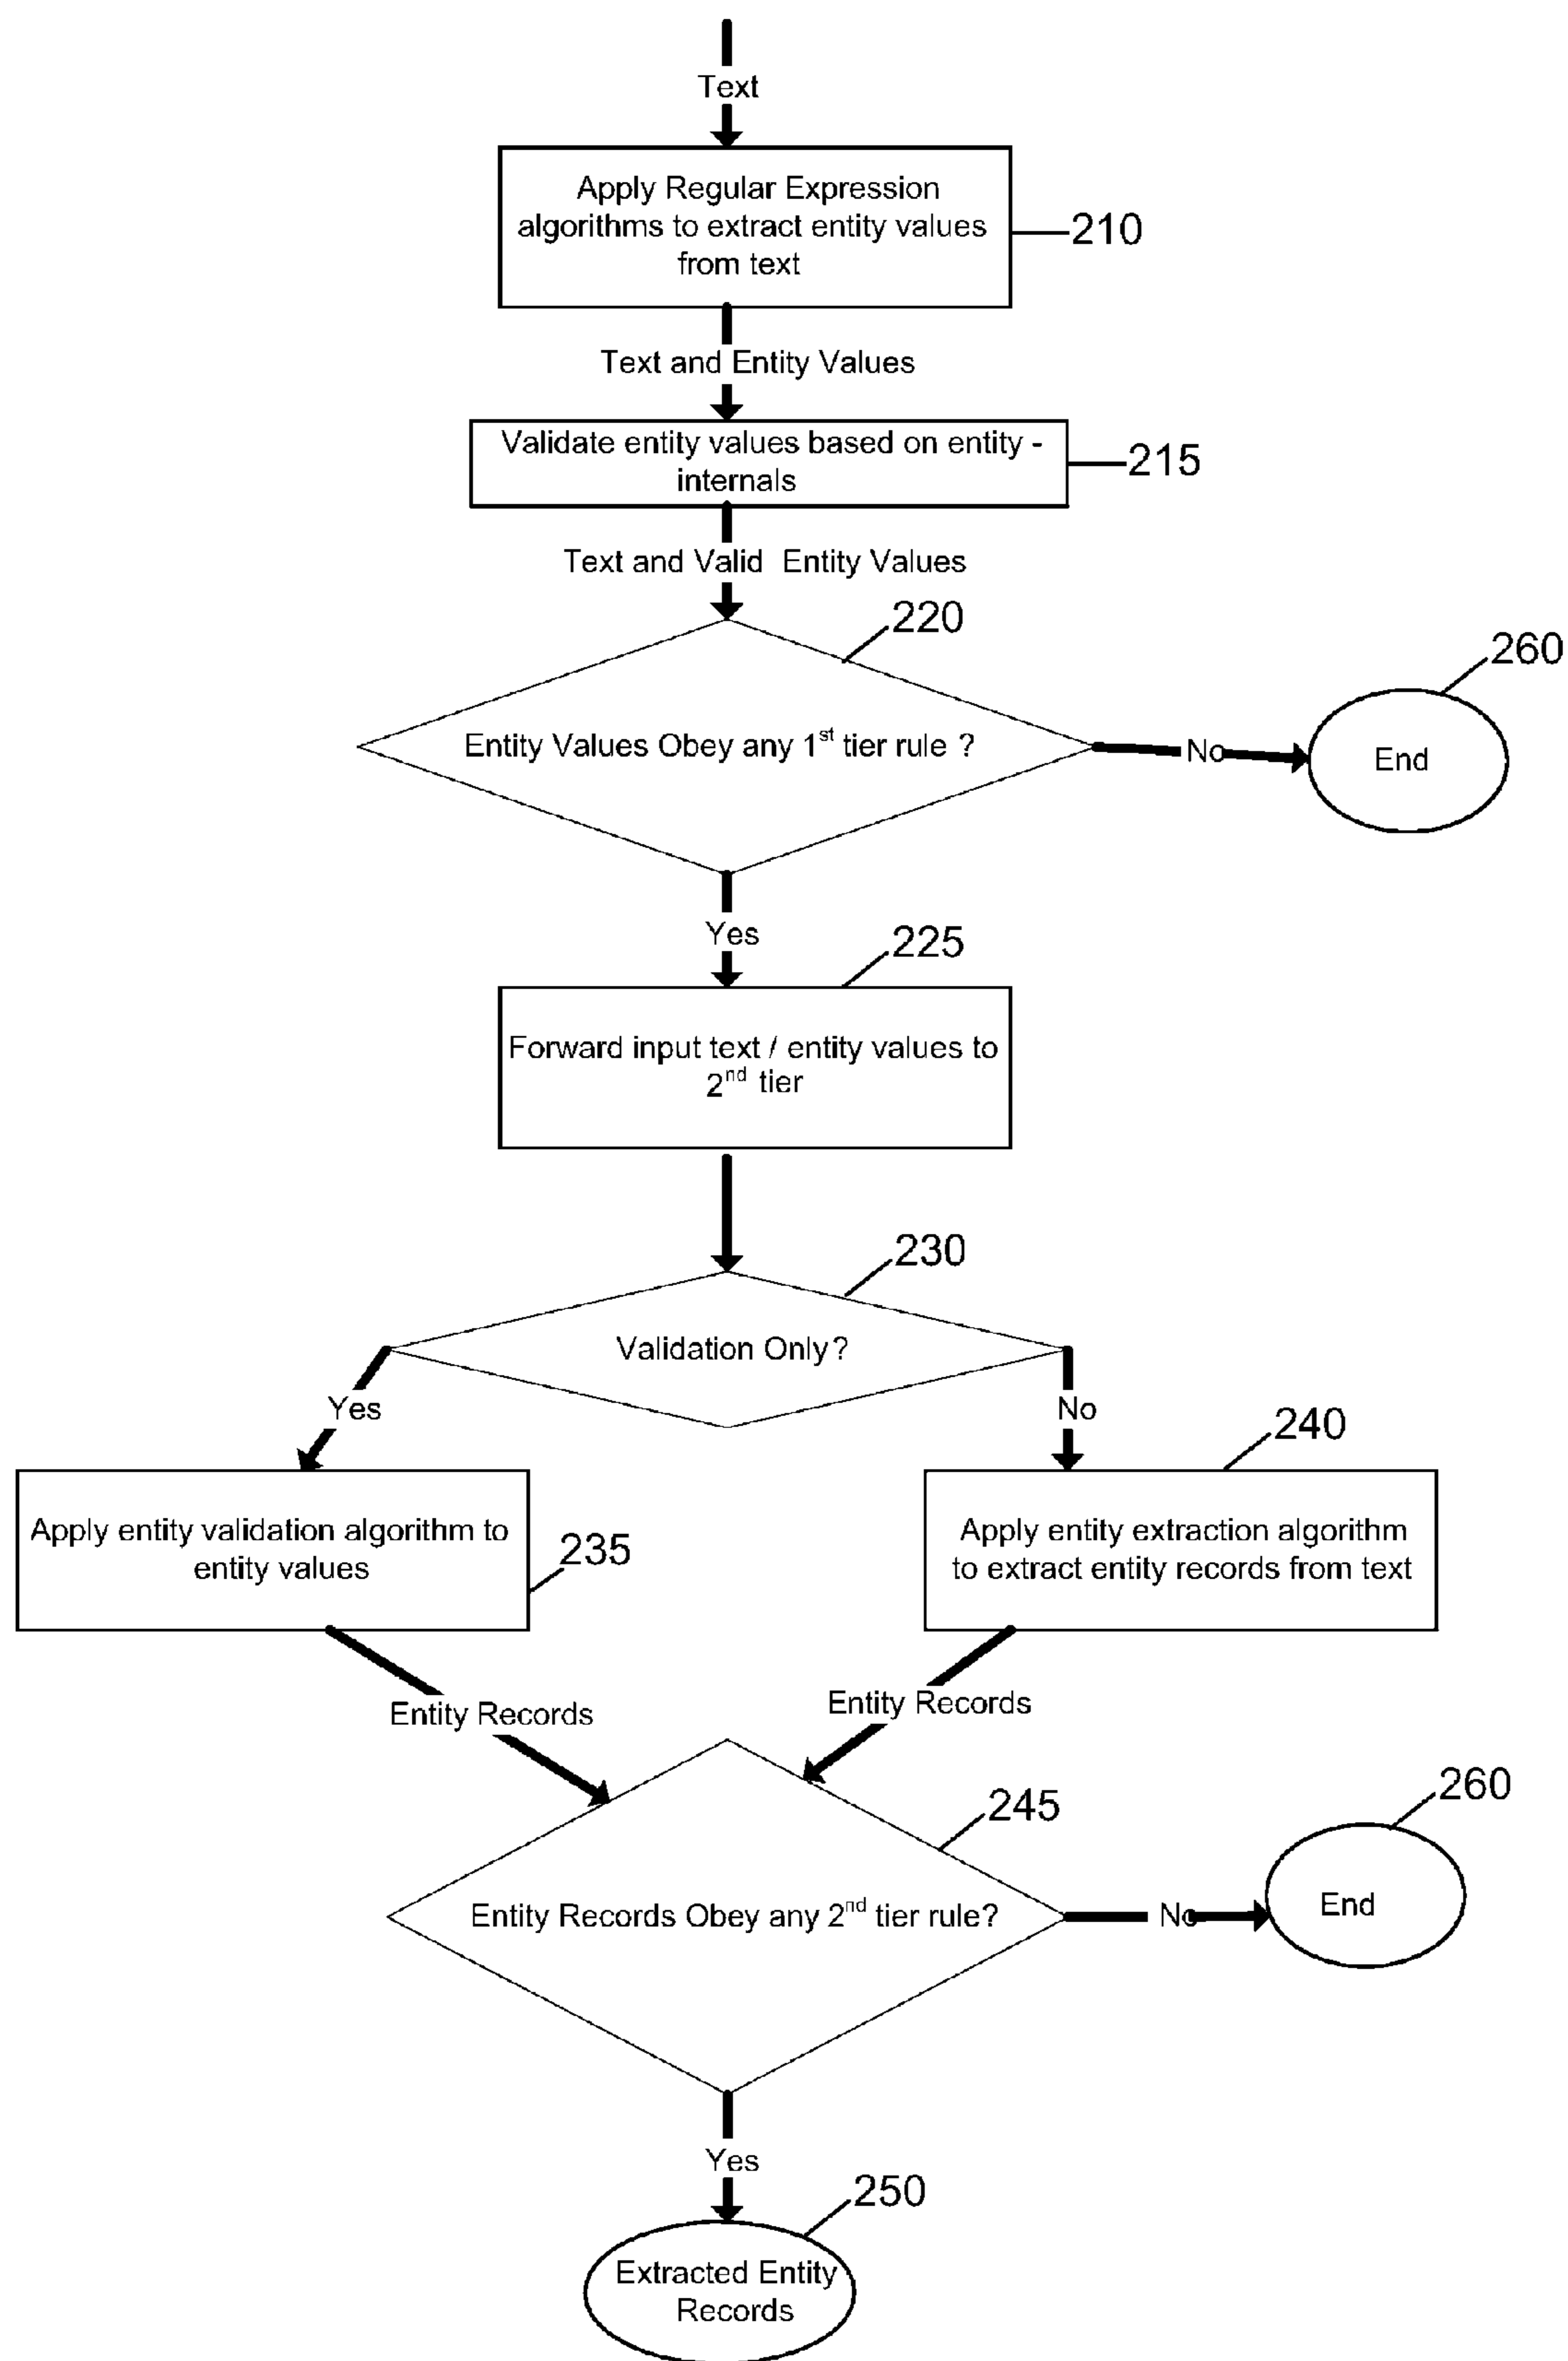 Text
Apply Regular Expression
algorithms to extract entity values
from text
210
Text and Entity Values
Validate entity values based on entity -
internals
215
Text and Valid Entity Values
220
260
Entity Values Obey any 1st tier rule ?
No
End
Yes
225
Forward input text / entity values to
2nd tier
230
Validation Only?
Yes
No
240
Apply entity validation algorithm to
entity values
235
Apply entity extraction algorithm
to extract entity records from text
Entity Records
Entity Records
245
260
Entity Records Obey any 2nd tier rule?
No
End
Yes
250
Extracted Entity
Records